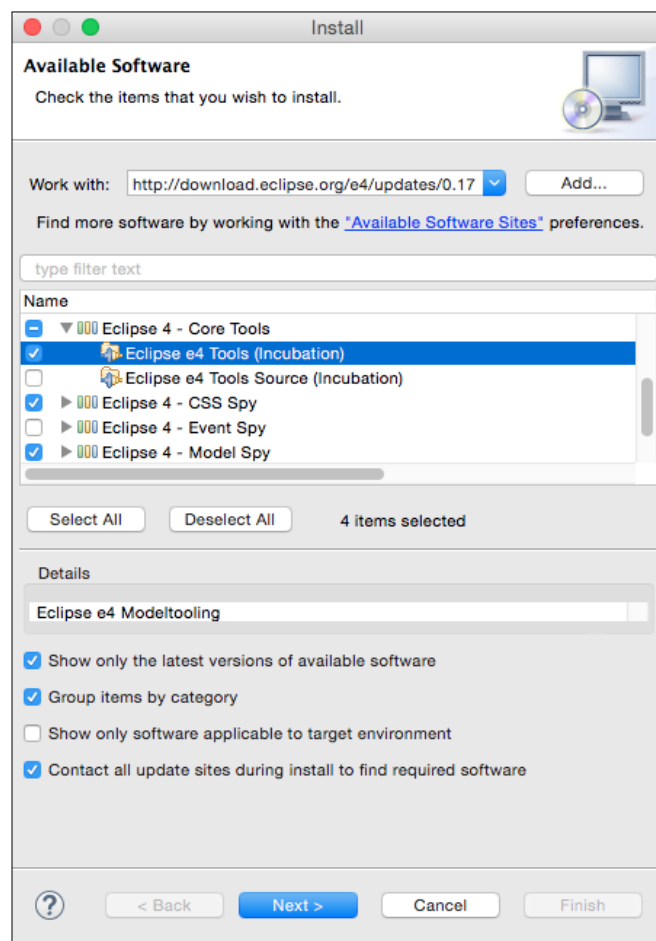 Install
Available Software
Check the items that you wish to install.
Work with: http://download.eclipse.org/e4/updates/0.17 Add...
Find more software by working with the "Available Software Sites" preferences.
type filter text
Name
Eclipse 4 - Core Tools
Eclipse e4 Tools (Incubation)
Eclipse e4 Tools Source (Incubation)
Eclipse 4 - CSS Spy
Eclipse 4 - Event Spy
Eclipse 4 - Model Spy
Select All Deselect All 4 items selected
Details
Eclipse e4 Modeltooling
Show only the latest versions of available software
Group items by category
Show only software applicable to target environment
Contact all update sites during install to find required software
? < Back Next > Cancel Finish